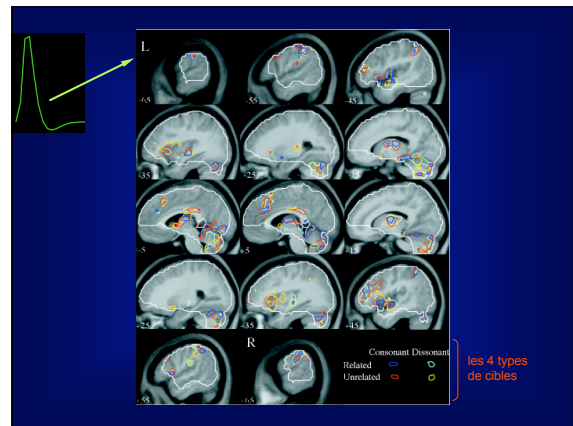 L
-65
-55
-45
-35
-25
-15
-5
+5
+15
+25
+35
+45
R
+55
+65
Consonant Dissonant
Related
Unrelated
les 4 types
de cibles